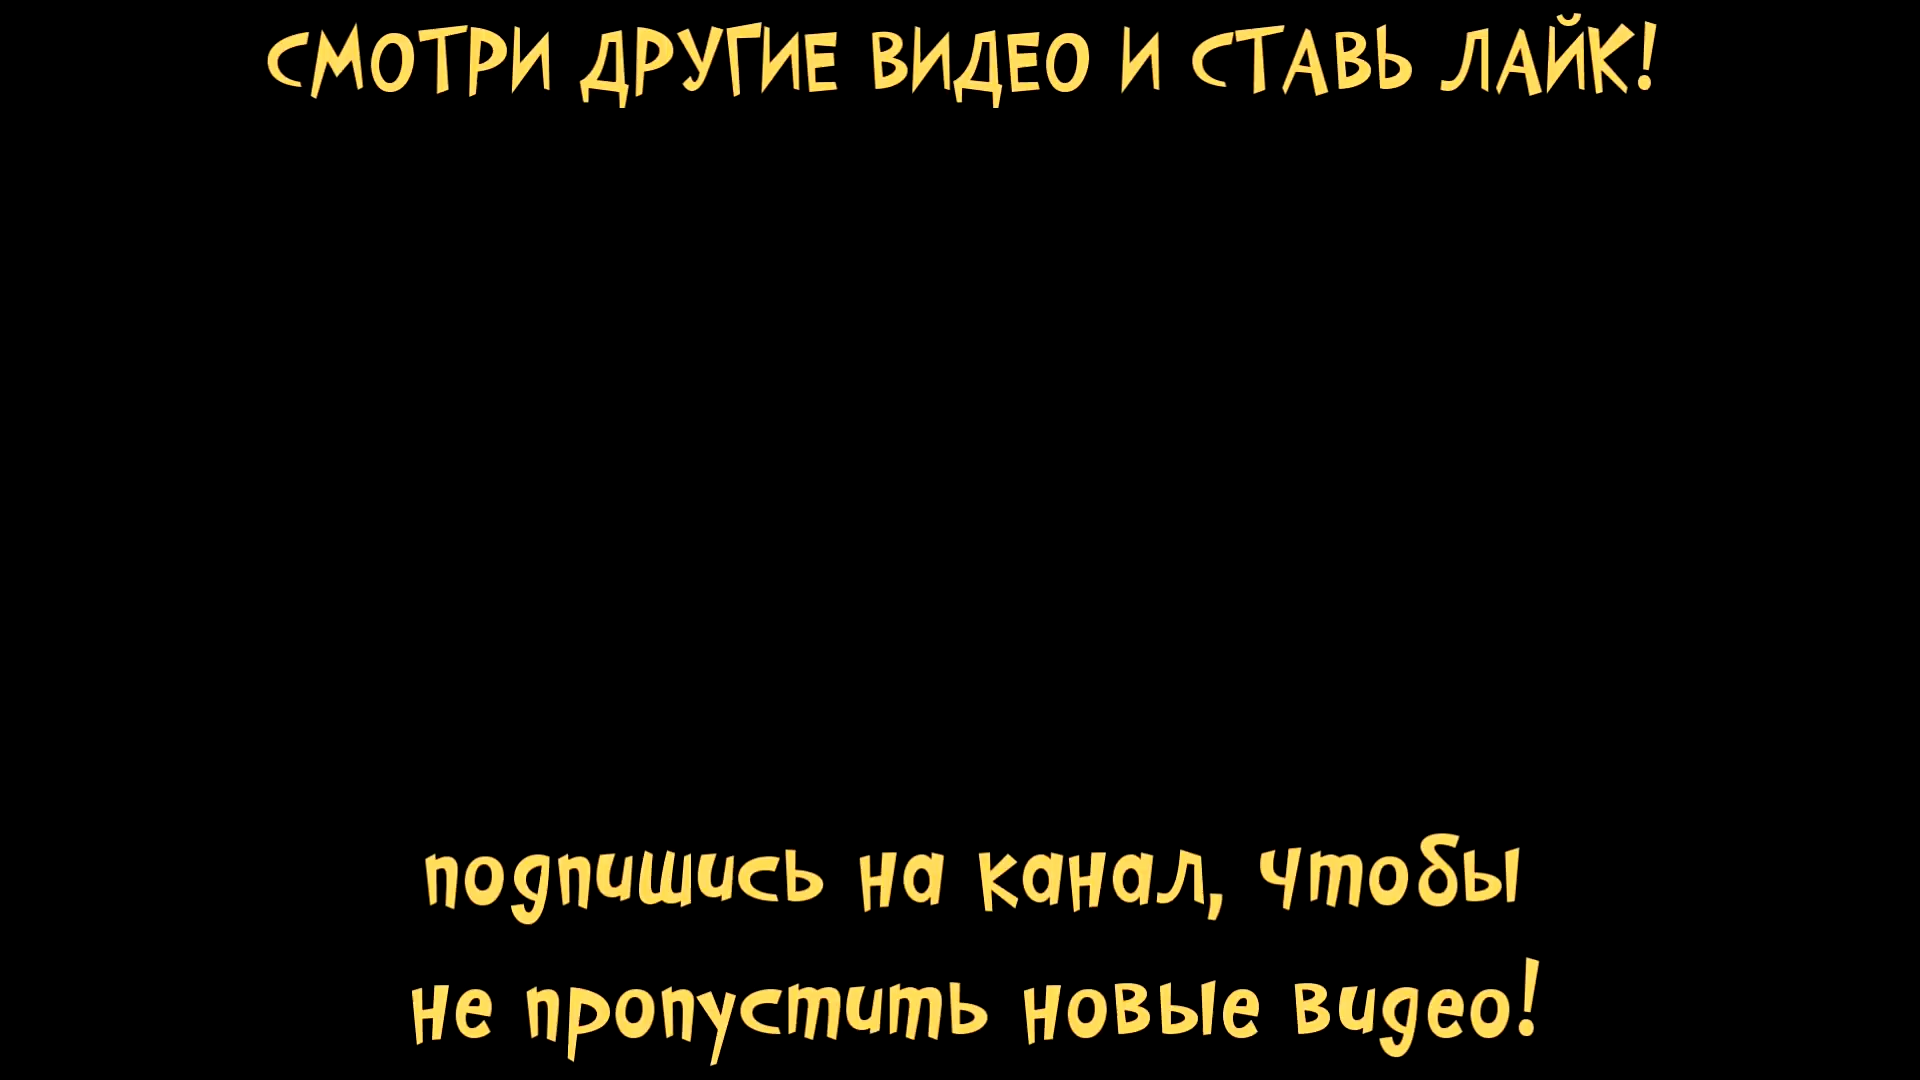 СМОТРИ ДРУГИЕ ВИДЕО И СТАВЬ ЛАЙК!
подпишись на канал, чтобы
не пропустить новые видео!